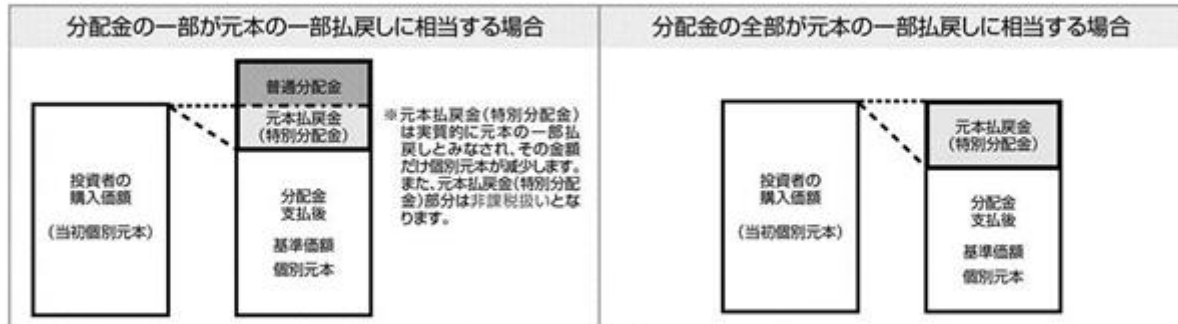 分配金の一部が元本の一部払戻しに相当する場合
普通分配金
元本払戻金
(特別分配金)
投資者の
購入価額
(当初個別元本)
分配金
支払後
基準価額
個別元本
※元本払戻金(特別分配金)
は実質的に元本の一部払
戻しとみなされ、その金額
だけ個別元本が減少します。
また、元本払戻金(特別分配
金)部分は非課税扱いとな
ります。
分配金の全部が元本の一部払戻しに相当する場合
元本払戻金
(特別分配金)
投資者の
購入価額
(当初個別元本)
分配金
支払後
基準価額
個別元本